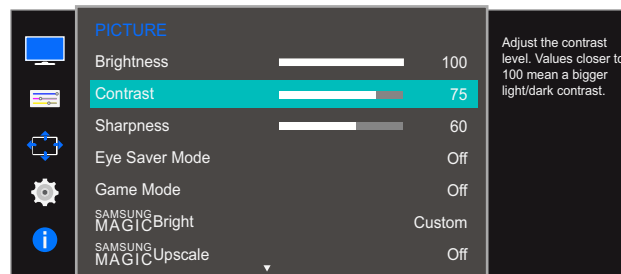 PICTURE
Brightness 100
Contrast 75
Sharpness 60
Eye Saver Mode Off
Game Mode Off
SAMSUNG
MAGICBright Custom
SAMSUNG
MAGICUpscale Off
Adjust the contrast
level. Values closer to
100 mean a bigger
light/dark contrast.
i